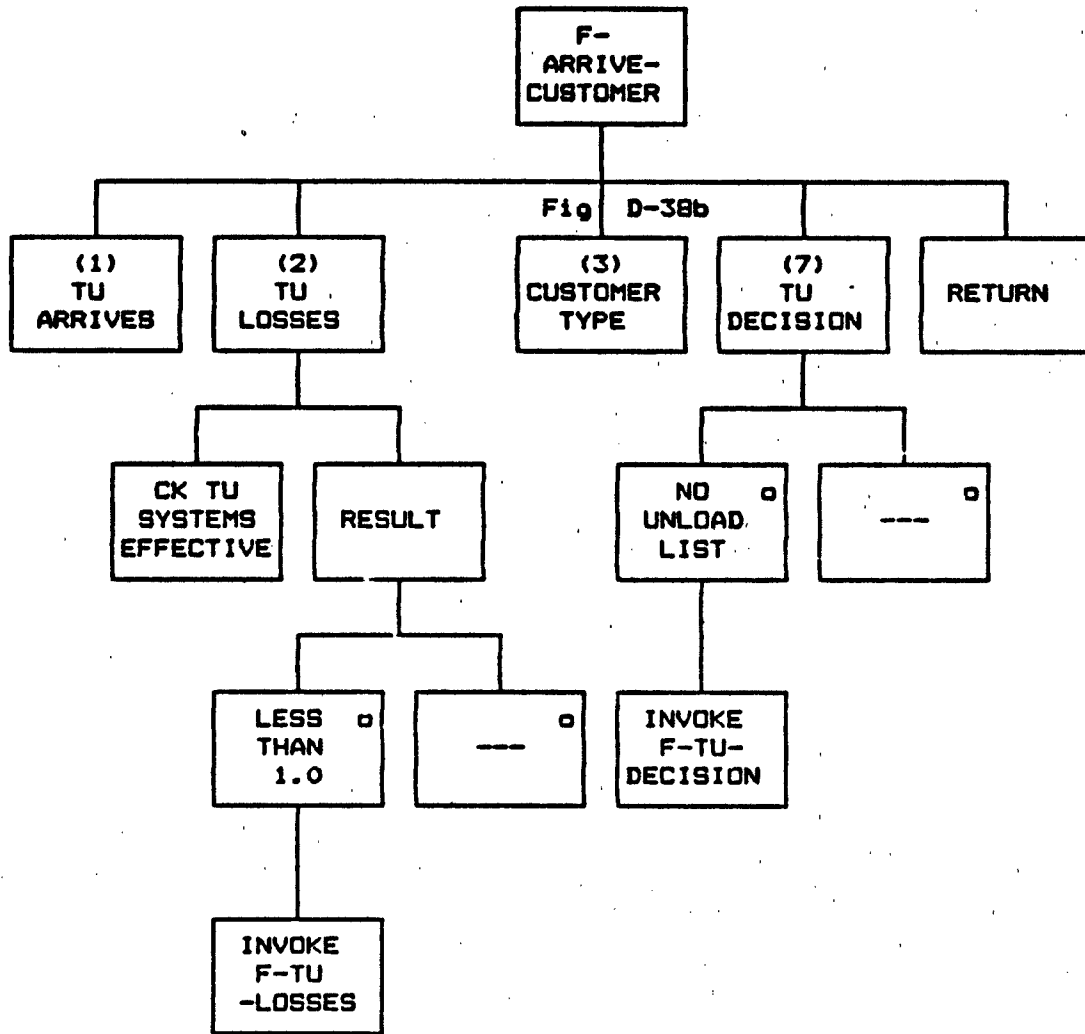 F-
ARRIVE-
CUSTOMER
Fig D-38b
(1)
TU
ARRIVES
(2)
TU
LOSSES
(3)
CUSTOMER
TYPE
(7)
TU
DECISION
RETURN
CK TU
SYSTEMS
EFFECTIVE
RESULT
NO o
UNLOAD
LIST
o
---
LESS o
THAN
1.0
o
---
INVOKE
F-TU-
DECISION
INVOKE
F-TU
-LOSSES